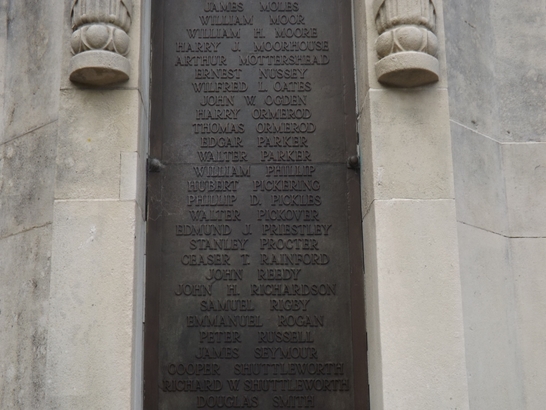 JAMES MOLES
WILLIAM MOOR
WILLIAM H. MOORE
HARRY J. MOORHOUSE
ARTHUR MOTTERSHEAD
ERNEST NUSSEY
WILFRED L. OATES
JOHN W. OGDEN
HARRY ORMEROD
THOMAS ORMEROD
EDGAR PARKER
WALTER PARKER
WILLIAM PHILLIP
HUBERT PICKERING
PHILLIP D. PICKLES
WALTER PICKOVER
EDMUND J. PRIESTLEY
STANLEY PROCTER
CEASER T. RAINFORD
JOHN REEDY
JOHN H. RICHARDSON
SAMUEL RIGBY
EMMANUEL ROGAN
PETER RUSSELL
JAMES SEYMOUR
COOPER SHUTTLEWORTH
RICHARD W SHUTTLEWORTH
DOUGLAS SMITH